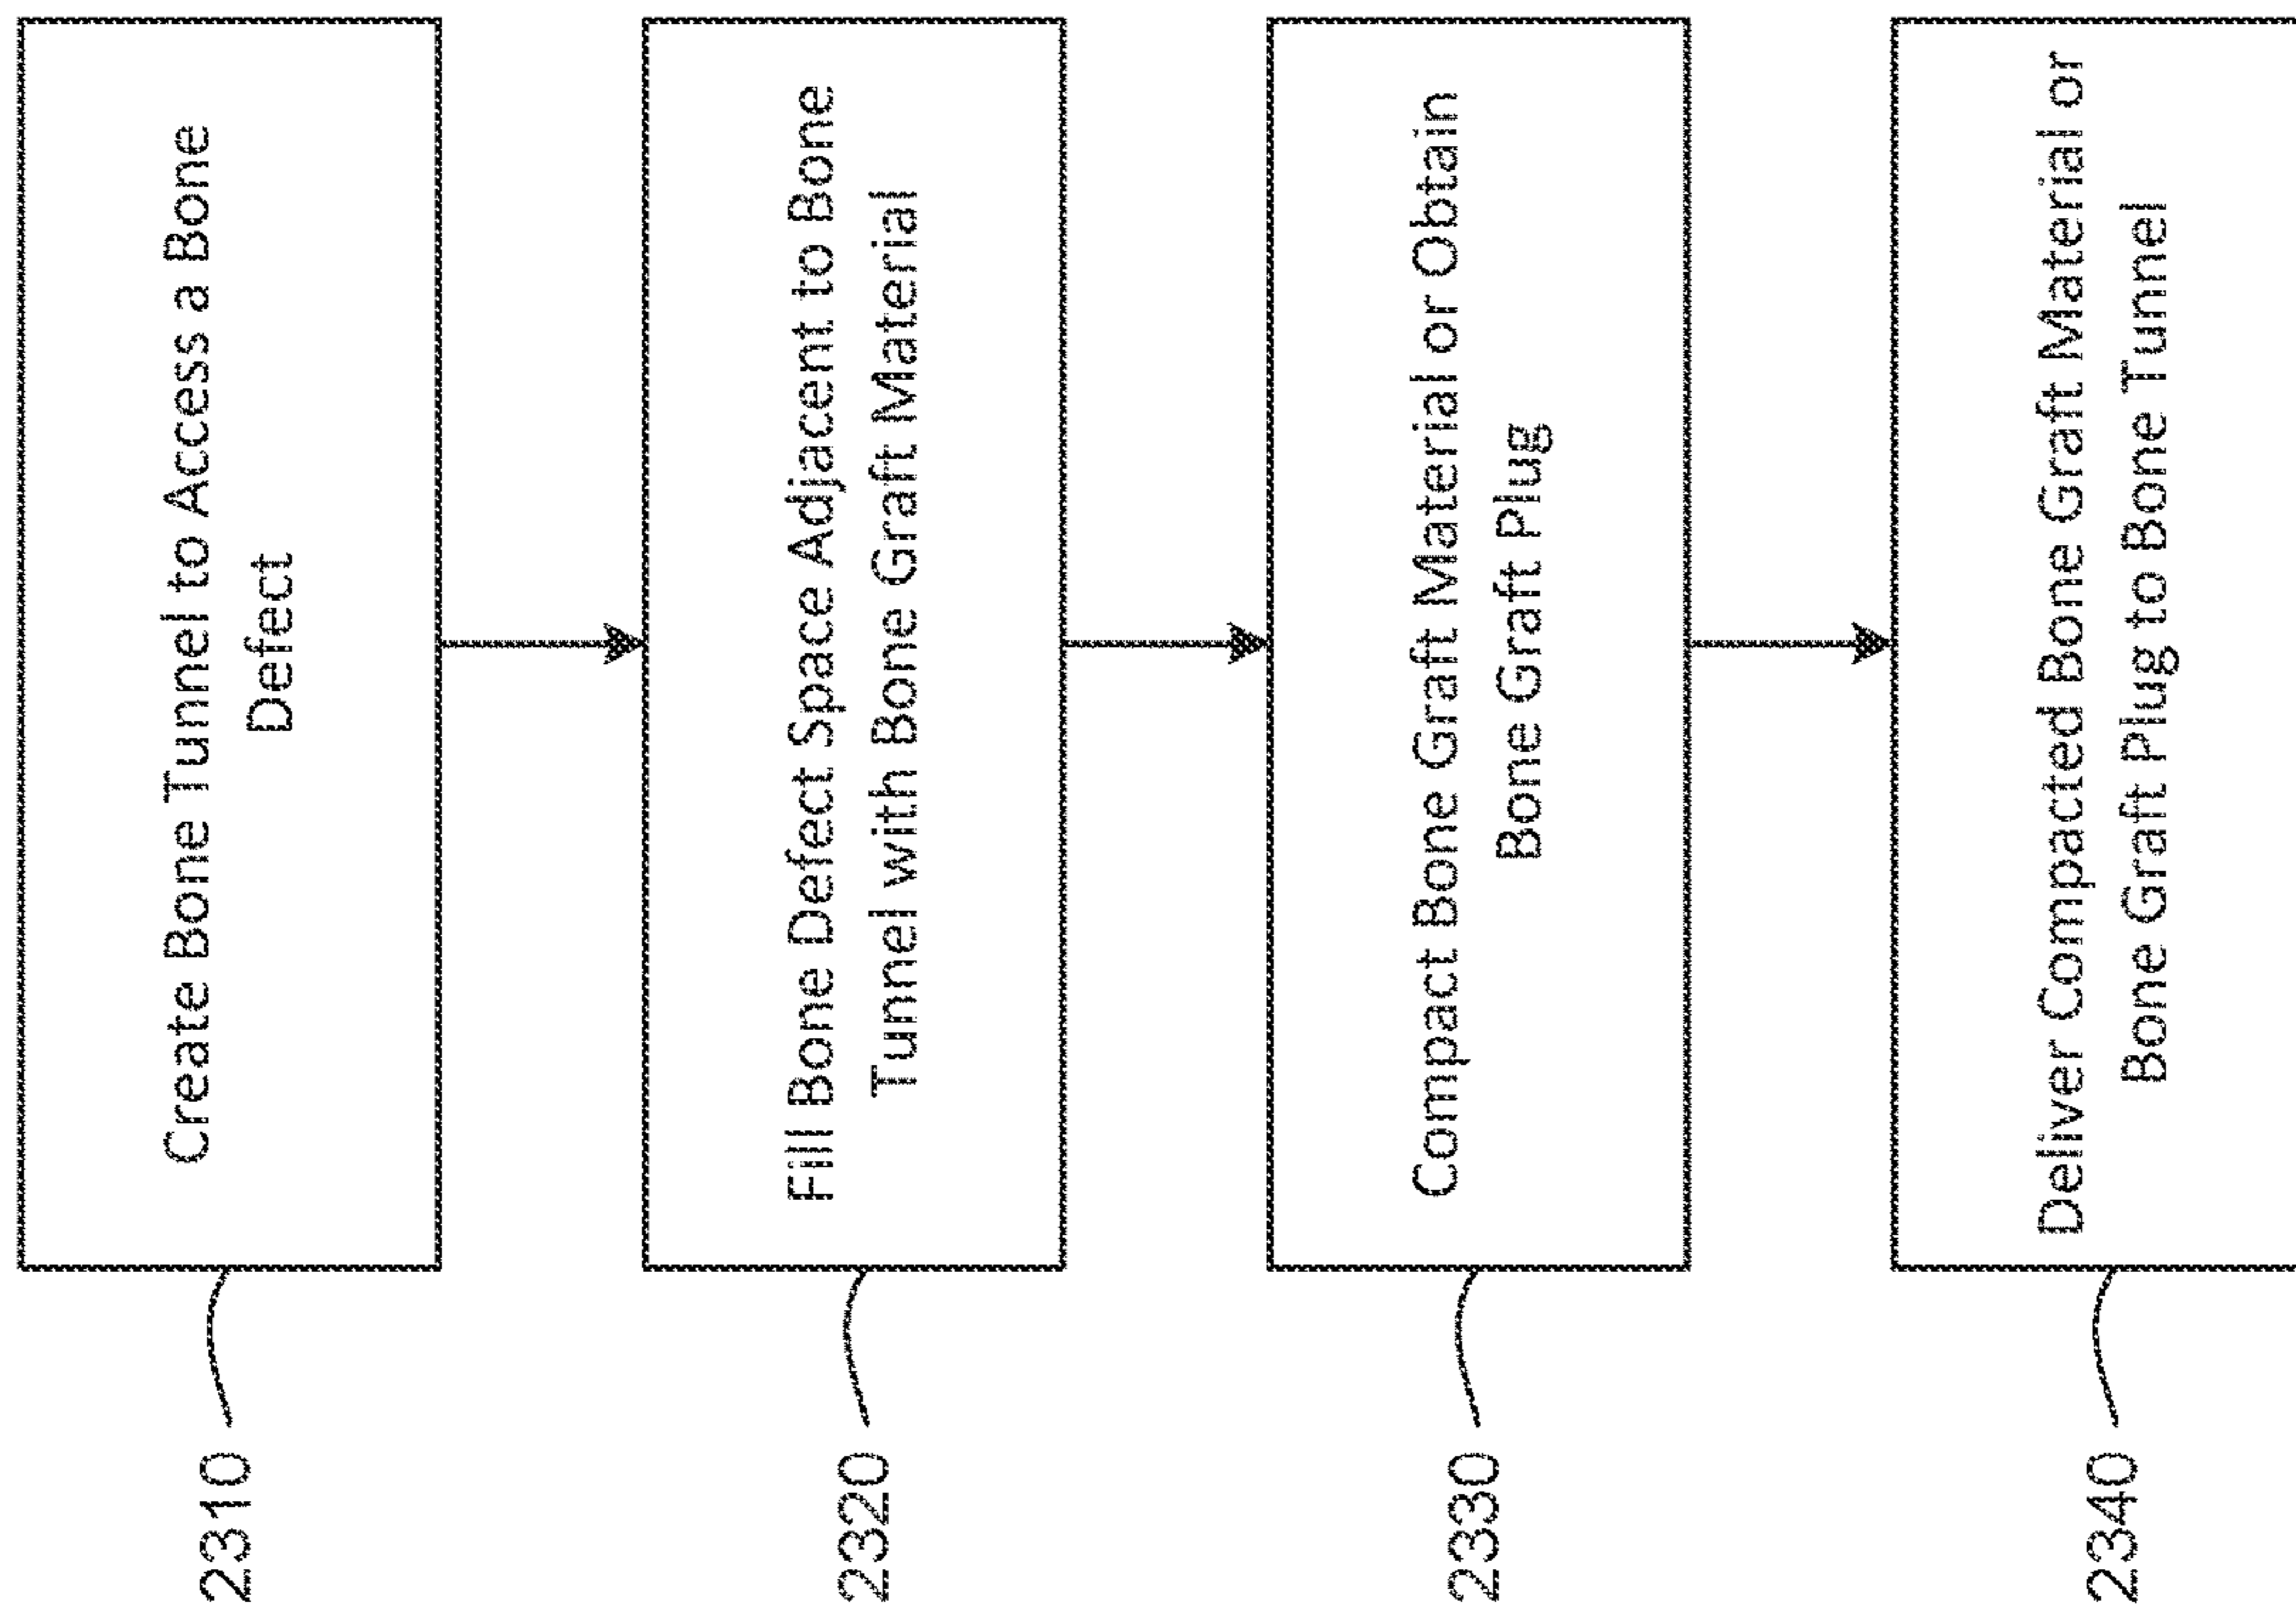 2310
Create Bone Tunnel to Access a Bone
Defect
2320
Fill Bone Defect Space Adjacent to Bone
Tunnel with Bone Graft Material
2330
Compact Bone Graft Material or Obtain
Bone Graft Plug
2340
Deliver Compacted Bone Graft Material or
Bone Graft Plug to Bone Tunnel